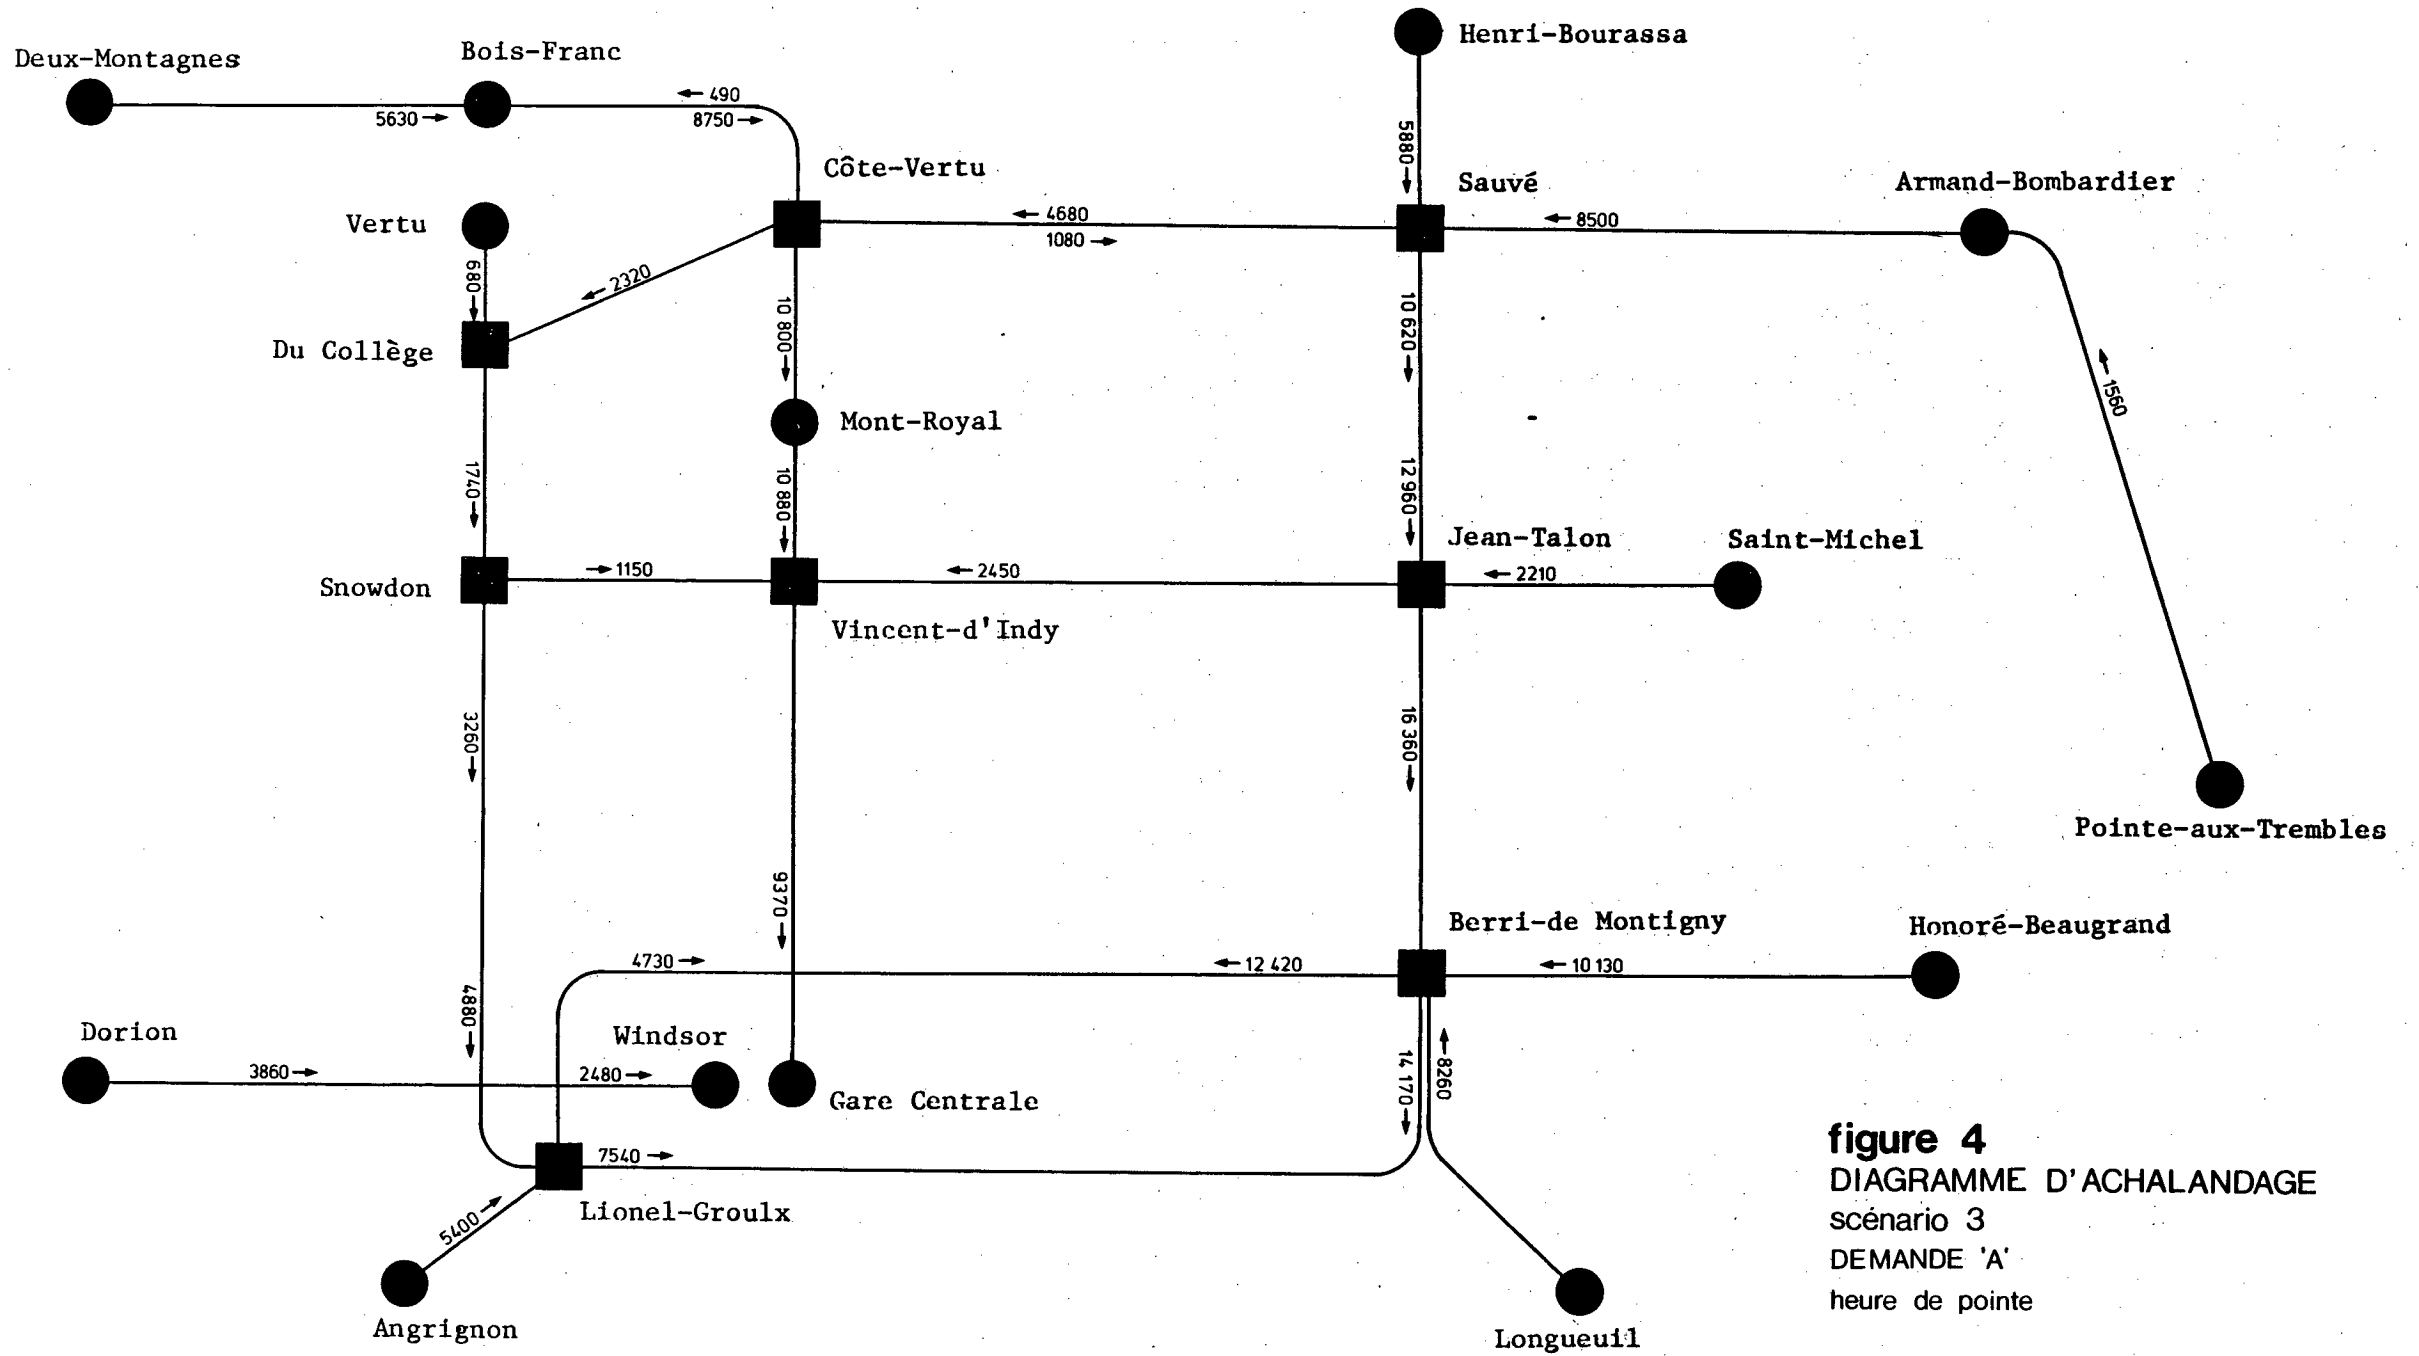 Henri-Bourassa
Deux-Montagnes
Bois-Franc
← 490
5630 →
8750 →
5880 →
Côte-Vertu
Sauvé
Armand-Bombardier
Vertu
← 4680
1080 →
← 8500
680 →
← 2320
10 800 →
10 620 →
Du Collège
← 1560
Mont-Royal
1740 →
10 880 →
12 960 →
Jean-Talon
Saint-Michel
Snowdon
→ 1150
← 2450
← 2210
Vincent-d'Indy
3260 →
16 360 →
Pointe-aux-Trembles
9370 →
Berri-de Montigny
Honoré-Beaugrand
4730 →
← 12 420
← 10 130
4880 →
Dorion
Windsor
3860 →
2480 →
Gare Centrale
14 170 →
← 8260
7540 →
Lionel-Groulx
5400 →
Angrignon
Longueuil
figure 4
DIAGRAMME D'ACHALANDAGE
scénario 3
DEMANDE 'A'
heure de pointe